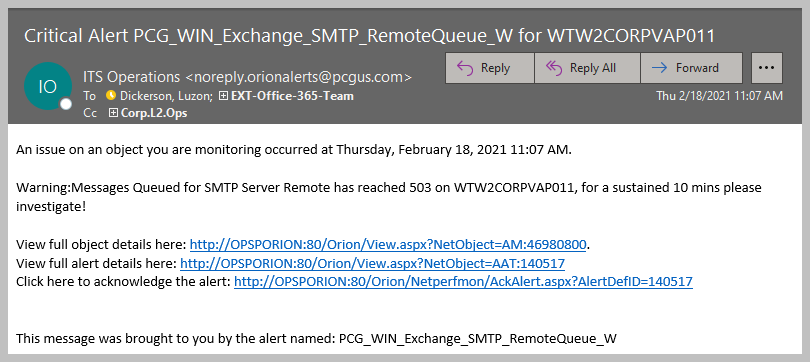 Critical Alert PCG_WIN_Exchange_SMTP_RemoteQueue_W for WTW2CORPVAP011
IO
ITS Operations <noreply.orionalerts@pcgus.com>
Reply
Reply All
Forward
...
To Dickerson, Luzon; EXT-Office-365-Team
Thu 2/18/2021 11:07 AM
Cc Corp.L2.Ops
An issue on an object you are monitoring occurred at Thursday, February 18, 2021 11:07 AM.
Warning:Messages Queued for SMTP Server Remote has reached 503 on WTW2CORPVAP011, for a sustained 10 mins please
investigate!
View full object details here: http://OPSPORION:80/Orion/View.aspx?NetObject=AM:46980800.
View full alert details here: http://OPSPORION:80/Orion/View.aspx?NetObject=AAT:140517
Click here to acknowledge the alert: http://OPSPORION:80/Orion/Netperfmon/AckAlert.aspx?AlertDefID=140517
This message was brought to you by the alert named: PCG_WIN_Exchange_SMTP_RemoteQueue_W